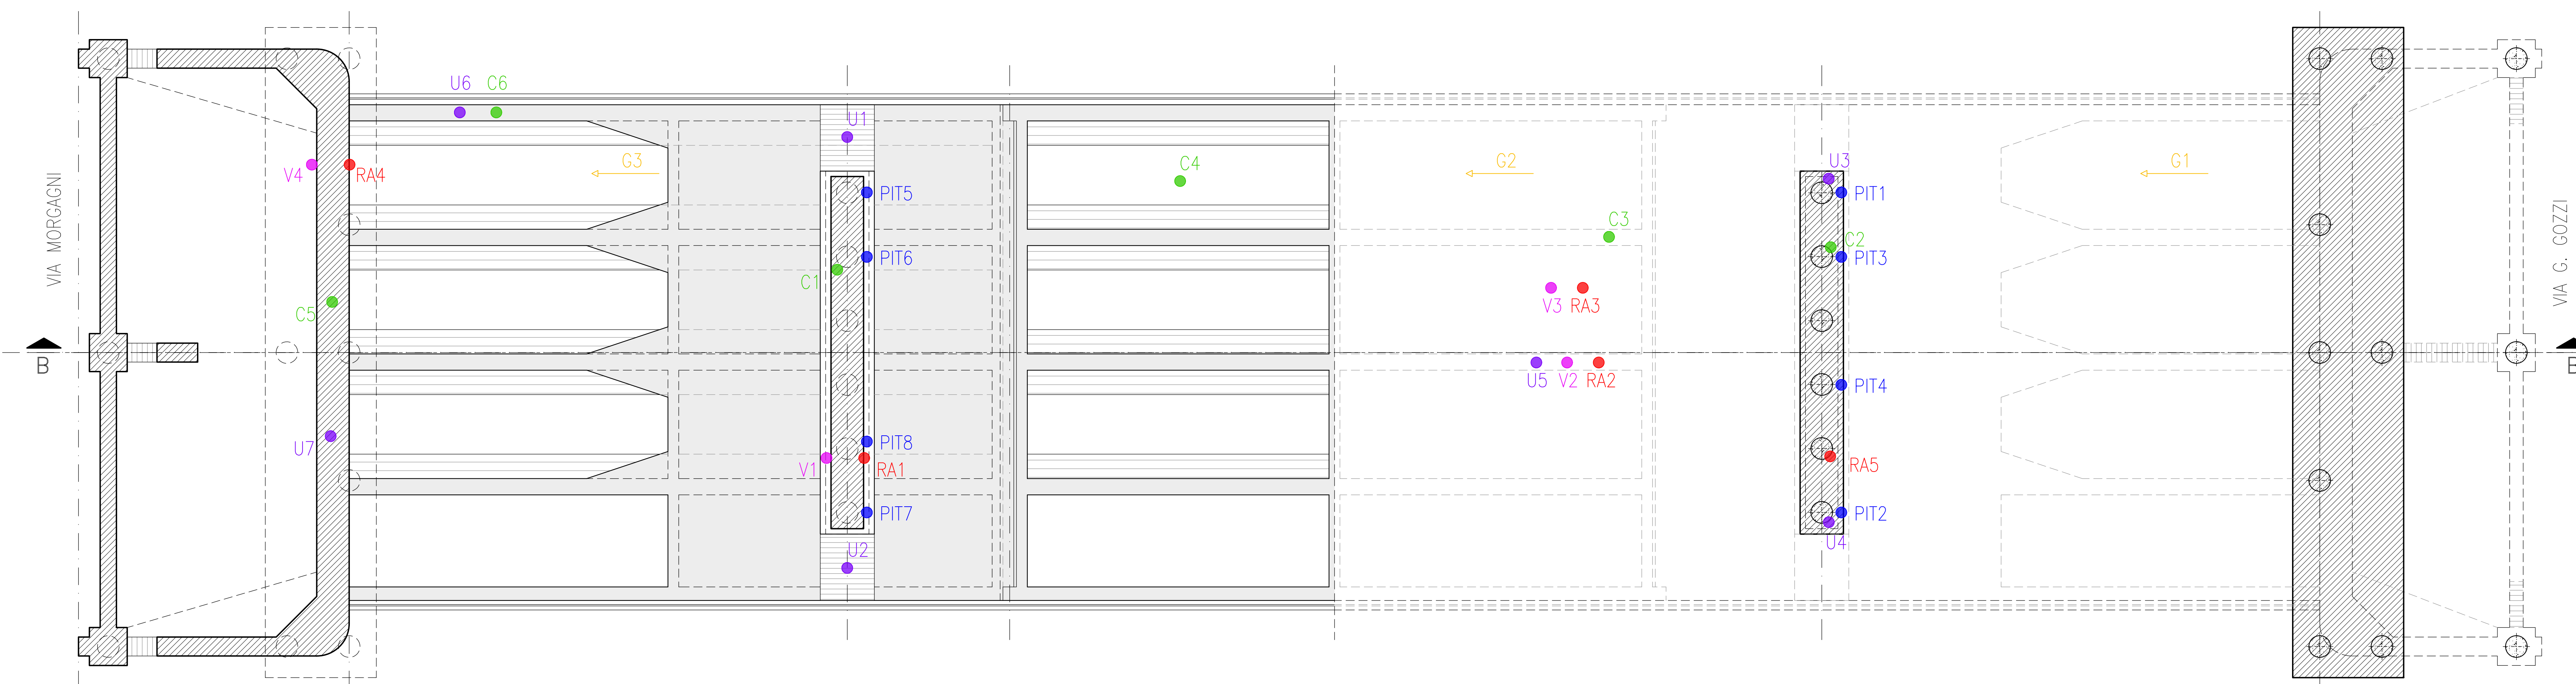 U6 C6
U1
G3
C4
G2
U3
G1
V4 RA4
PIT5
PIT1
VIA MORGAGNI
C3
C2
VIA G. GOZZI
PIT6
PIT3
C1
V3 RA3
C5
B
B
U5 V2 RA2
PIT4
U7
PIT8
V1 RA1
RA5
PIT7
PIT2
U2
U4